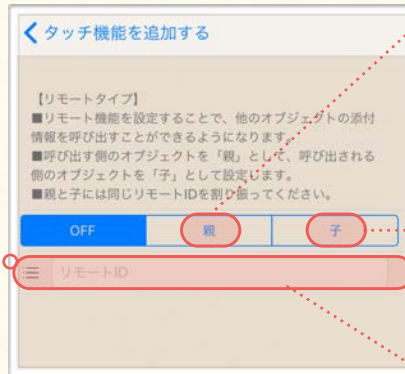 タッチ機能を追加する
【リモートタイプ】
■リモート機能を設定することで、他のオブジェクトの添付
情報を呼び出すことができるようになります。
■呼び出す側のオブジェクトを「親」として、呼び出される
側のオブジェクトを「子」として設定します。
■親と子には同じリモートIDを割り振ってください。
OFF 親 子
リモートID